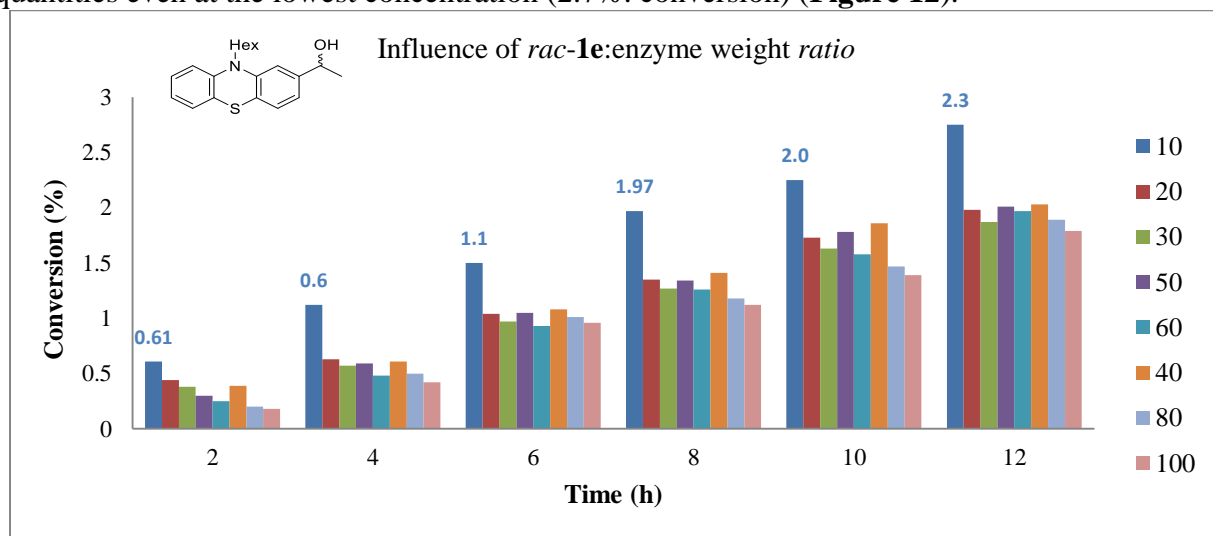 quantities even at the lowest concentration (2.7%. conversion) (Figure 12).
Influence of rac-1e:enzyme weight ratio
Hex
N
S
OH
Conversion (%)
3
2.5
2
1.5
1
0.5
0
0.61
0.6
1.1
1.97
2.0
2.3
2 4 6 8 10 12
Time (h)
10
20
30
50
60
40
80
100